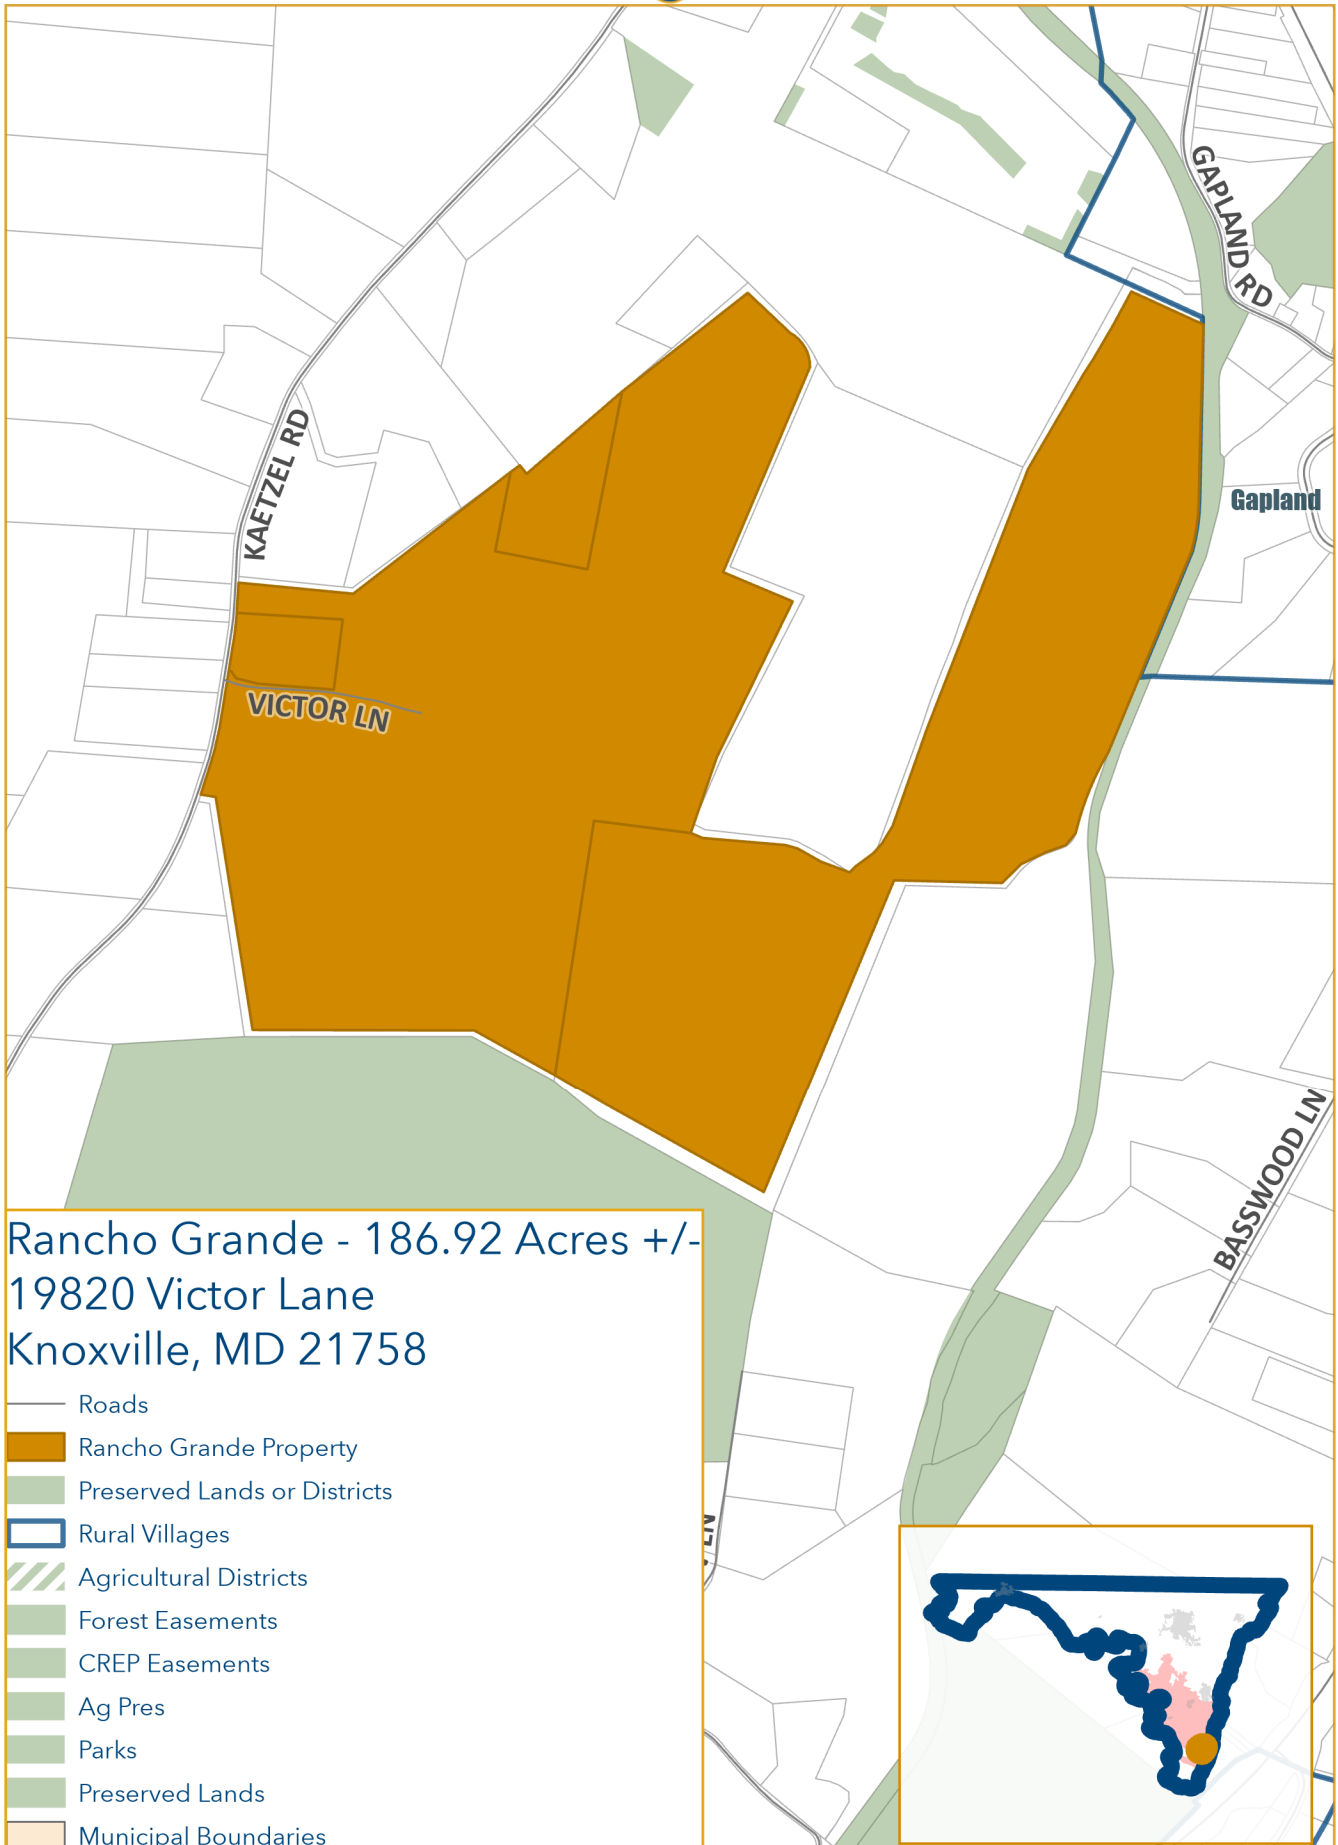 GAPLAND RD
KAETZEL RD
Gapland
VICTOR LN
BASSWOOD LN
Rancho Grande - 186.92 Acres +/-
19820 Victor Lane
Knoxville, MD 21758
LN
Roads
Rancho Grande Property
Preserved Lands or Districts
Rural Villages
Agricultural Districts
Forest Easements
CREP Easements
Ag Pres
Parks
Preserved Lands
Municipal Boundaries